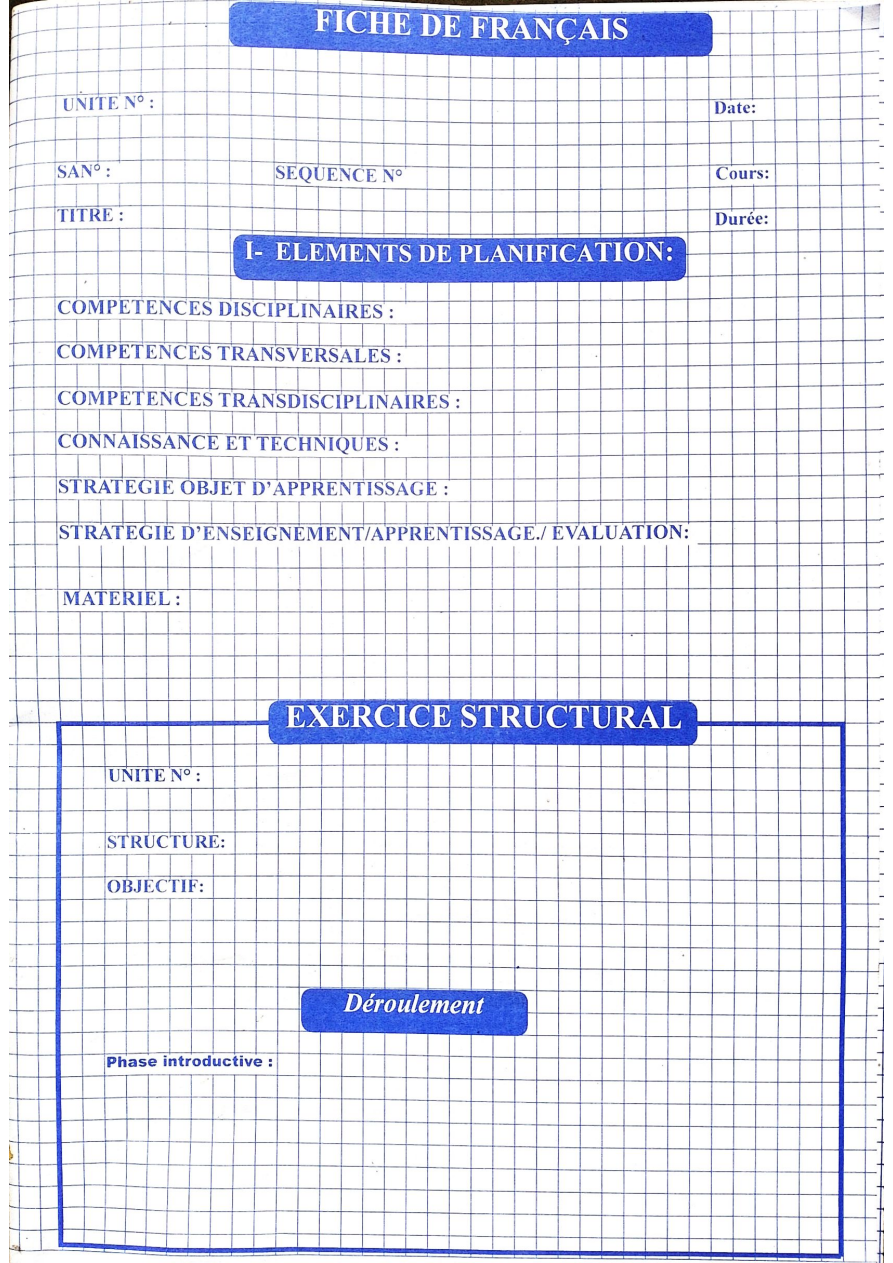 FICHE DE FRANÇAIS
UNITE N° :
Date:
SAN° :
SEQUENCE N°
Cours:
TITRE :
Durée:
I- ELEMENTS DE PLANIFICATION:
COMPETENCES DISCIPLINAIRES :
COMPETENCES TRANSVERSALES :
COMPETENCES TRANSDISCIPLINAIRES :
CONNAISSANCE ET TECHNIQUES :
STRATEGIE OBJET D'APPRENTISSAGE :
STRATEGIE D'ENSEIGNEMENT/APPRENTISSAGE./ EVALUATION:
MATERIEL :
EXERCICE STRUCTURAL
UNITE N° :
STRUCTURE:
OBJECTIF:
Déroulement
Phase introductive :